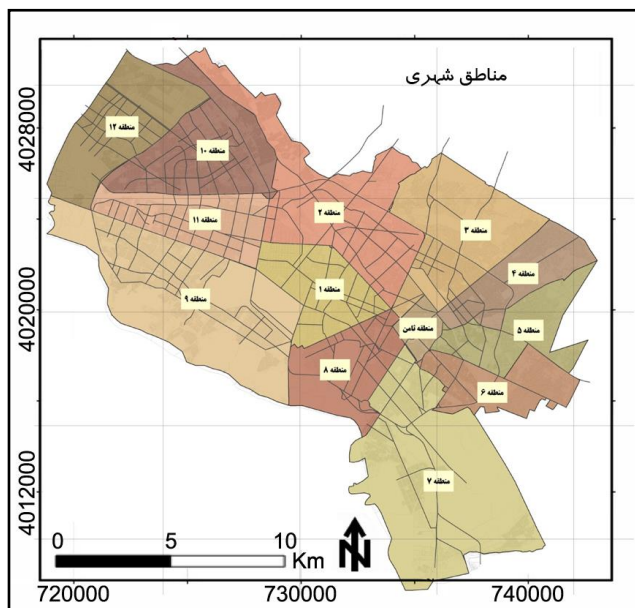 مناطق شهری
منطقه ۱۲
منطقه ۱۰
منطقه ۱۱
منطقه ۲
منطقه ۳
منطقه ۴
منطقه ۹
منطقه ۱
منطقه ثامن
منطقه ۵
منطقه ۸
منطقه ۶
منطقه ۷
4028000
4020000
4012000
0 5 10
Km
N
720000 730000 740000